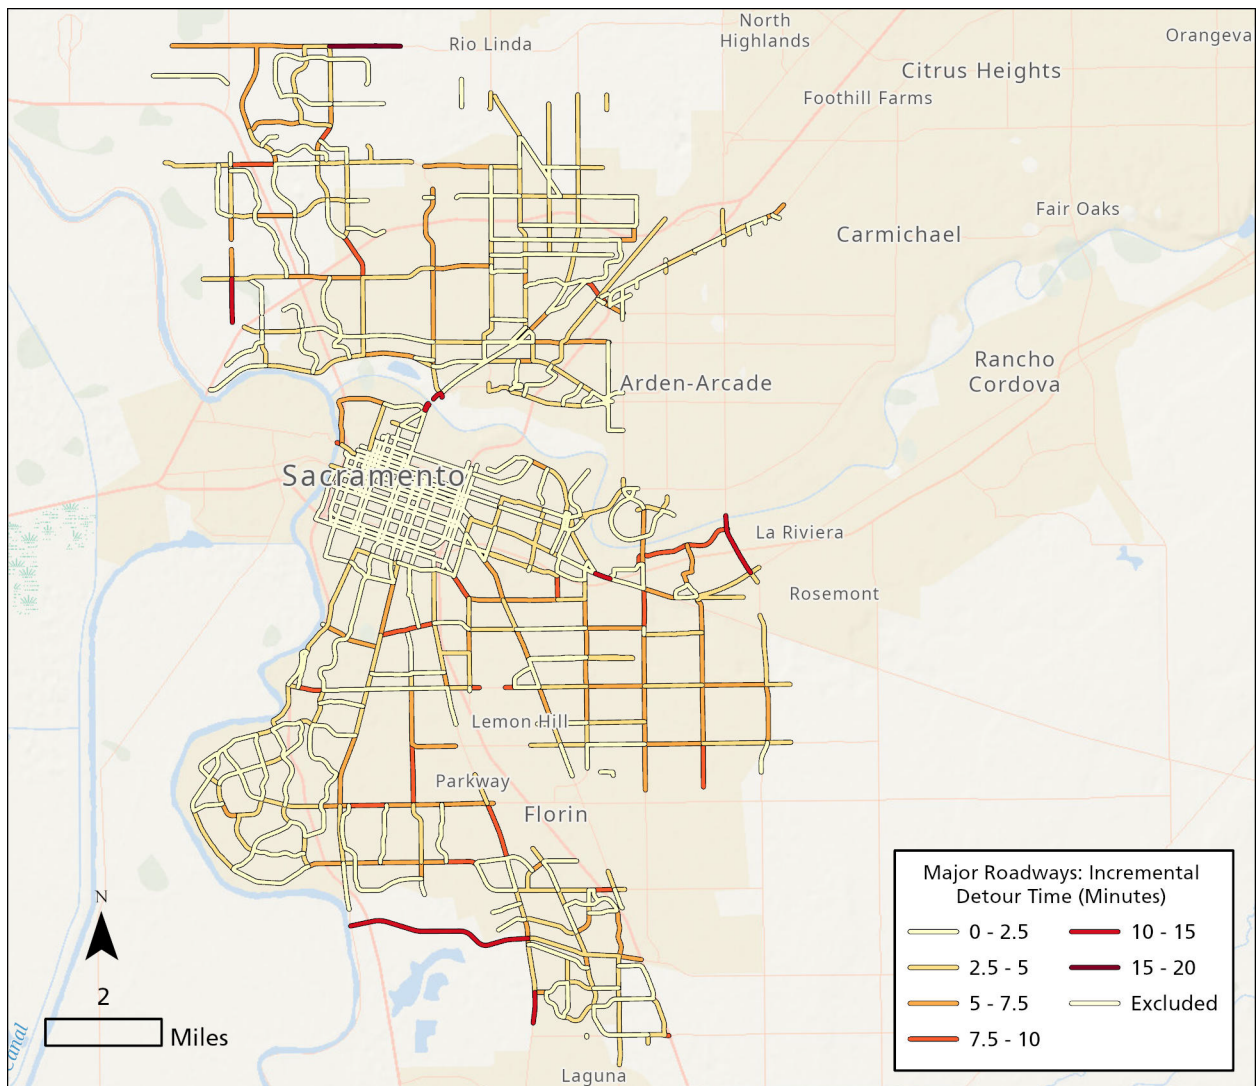 North
Highlands
Rio Linda
Orangeva
Citrus Heights
Foothill Farms
Fair Oaks
Carmichael
Rancho
Cordova
Arden-Arcade
Sacramento
La Riviera
Rosemont
Lemon Hill
Parkway
Florin
Laguna
Canal
N
2
Miles
Major Roadways: Incremental
Detour Time (Minutes)
0 - 2.5
2.5 - 5
5 - 7.5
7.5 - 10
10 - 15
15 - 20
Excluded